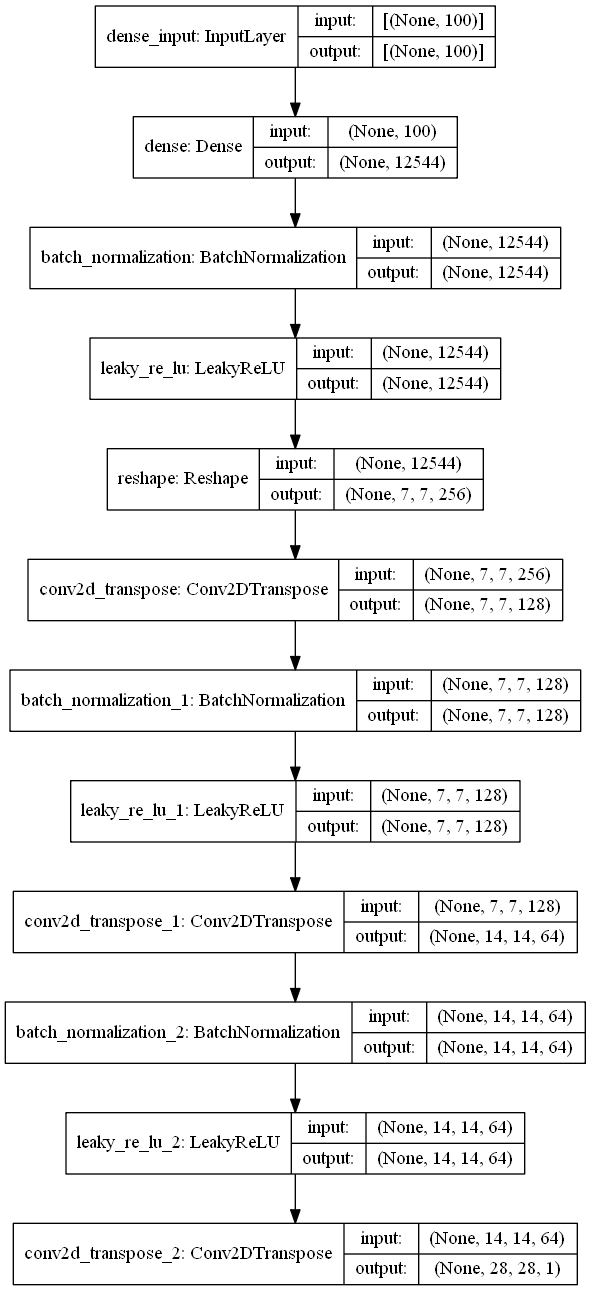 dense_input: InputLayer
input: [(None, 100)]
output: [(None, 100)]
dense: Dense
input: (None, 100)
output: (None, 12544)
batch_normalization: BatchNormalization
input: (None, 12544)
output: (None, 12544)
leaky_re_lu: LeakyReLU
input: (None, 12544)
output: (None, 12544)
reshape: Reshape
input: (None, 12544)
output: (None, 7, 7, 256)
conv2d_transpose: Conv2DTranspose
input: (None, 7, 7, 256)
output: (None, 7, 7, 128)
batch_normalization_1: BatchNormalization
input: (None, 7, 7, 128)
output: (None, 7, 7, 128)
leaky_re_lu_1: LeakyReLU
input: (None, 7, 7, 128)
output: (None, 7, 7, 128)
conv2d_transpose_1: Conv2DTranspose
input: (None, 7, 7, 128)
output: (None, 14, 14, 64)
batch_normalization_2: BatchNormalization
input: (None, 14, 14, 64)
output: (None, 14, 14, 64)
leaky_re_lu_2: LeakyReLU
input: (None, 14, 14, 64)
output: (None, 14, 14, 64)
conv2d_transpose_2: Conv2DTranspose
input: (None, 14, 14, 64)
output: (None, 28, 28, 1)